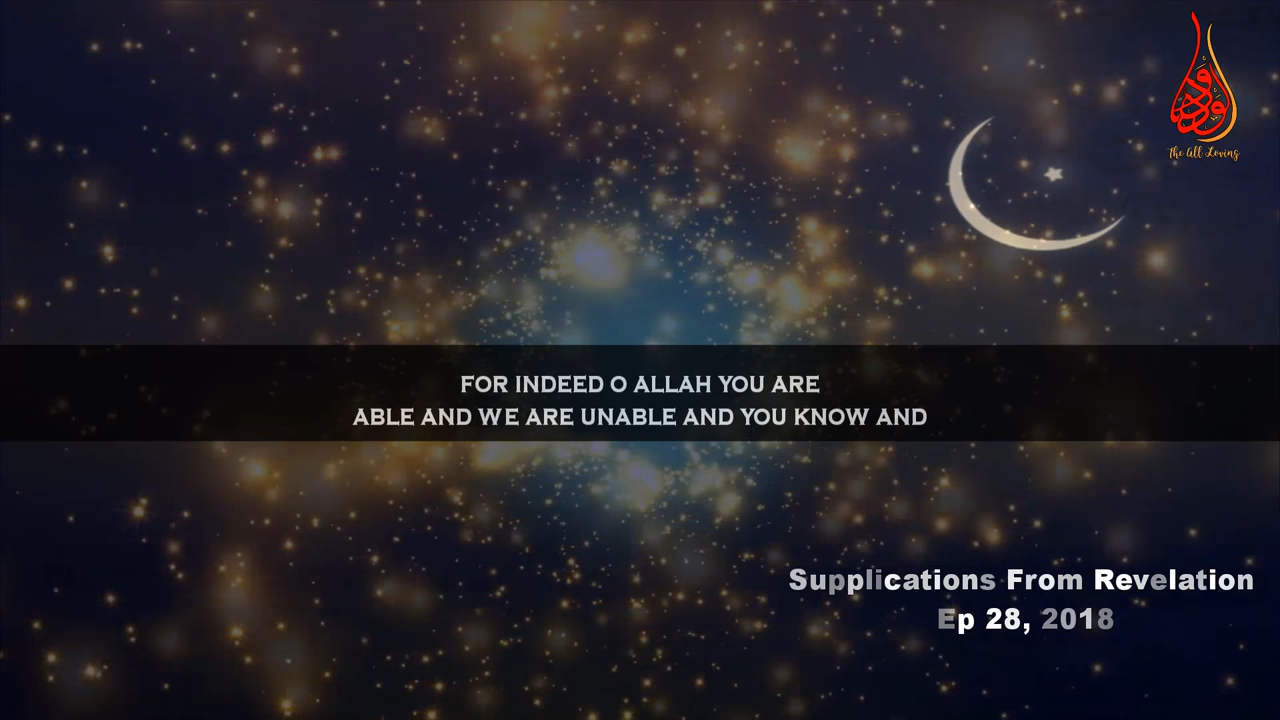 الودود
The All Loving
FOR INDEED O ALLAH YOU ARE
ABLE AND WE ARE UNABLE AND YOU KNOW AND
Supplications From Revelation
Ep 28, 2018